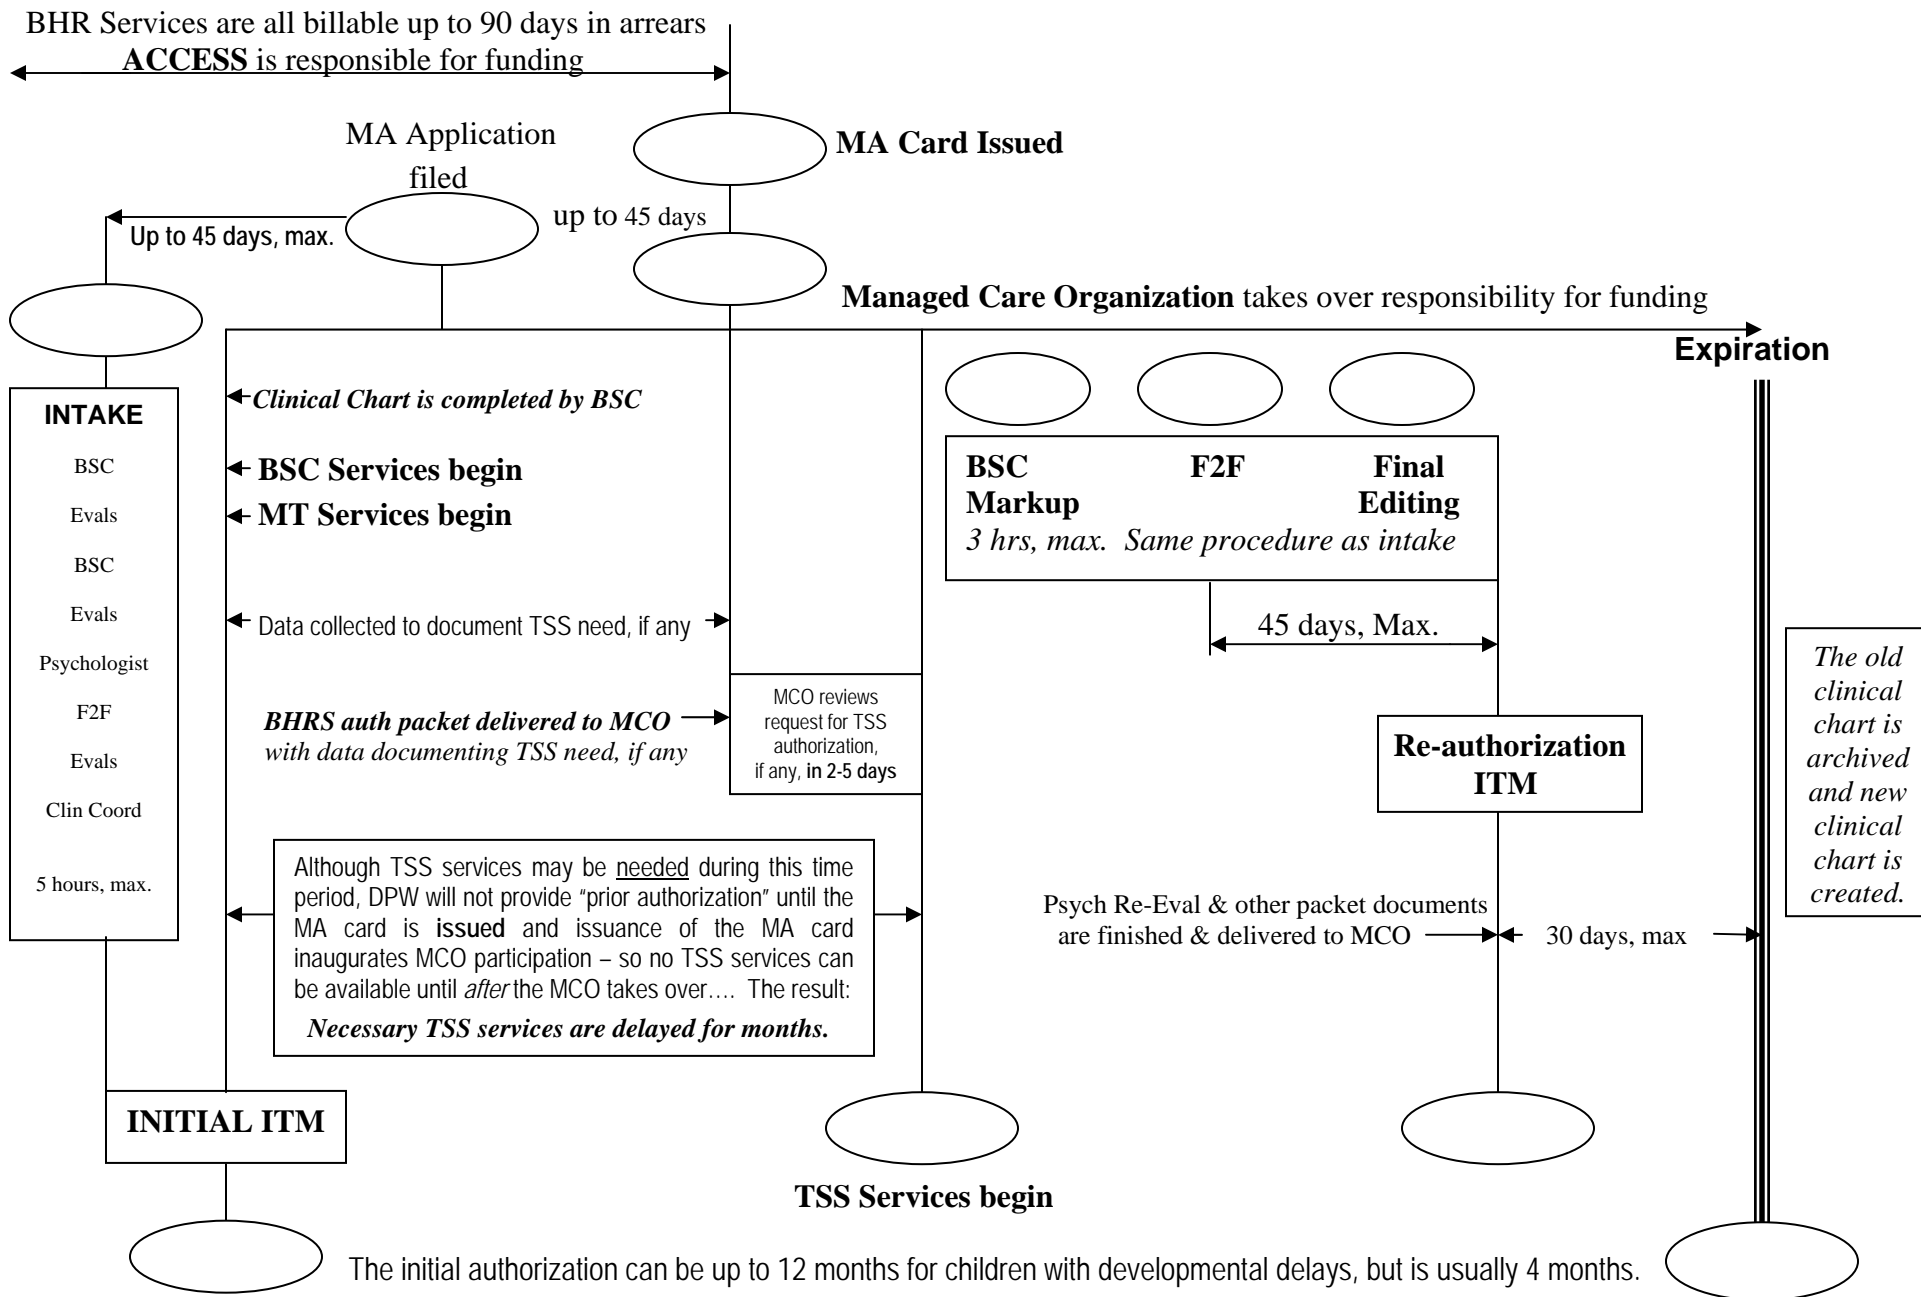 BHR Services are all billable up to 90 days in arrears
ACCESS is responsible for funding
MA Application
filed
MA Card Issued
Up to 45 days, max.
up to 45 days
Managed Care Organization takes over responsibility for funding
Expiration
INTAKE
BSC
Evals
BSC
Evals
Psychologist
F2F
Evals
Clin Coord
5 hours, max.
Clinical Chart is completed by BSC
BSC Services begin
MT Services begin
Data collected to document TSS need, if any
BHRS auth packet delivered to MCO
with data documenting TSS need, if any
MCO reviews
request for TSS
authorization,
if any, in 2-5 days
Although TSS services may be needed during this time
period, DPW will not provide “prior authorization” until the
MA card is issued and issuance of the MA card
inaugurates MCO participation – so no TSS services can
be available until after the MCO takes over…. The result:
Necessary TSS services are delayed for months.
INITIAL ITM
TSS Services begin
BSC F2F Final
Markup Editing
3 hrs, max. Same procedure as intake
45 days, Max.
Re-authorization
ITM
Psych Re-Eval & other packet documents
are finished & delivered to MCO
30 days, max
The old
clinical
chart is
archived
and new
clinical
chart is
created.
The initial authorization can be up to 12 months for children with developmental delays, but is usually 4 months.